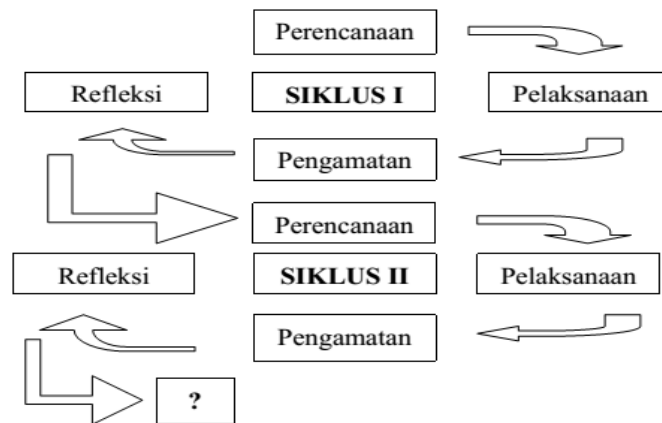 Perencanaan
Refleksi
SIKLUS I
Pelaksanaan
Pengamatan
Perencanaan
Refleksi
SIKLUS II
Pelaksanaan
Pengamatan
?